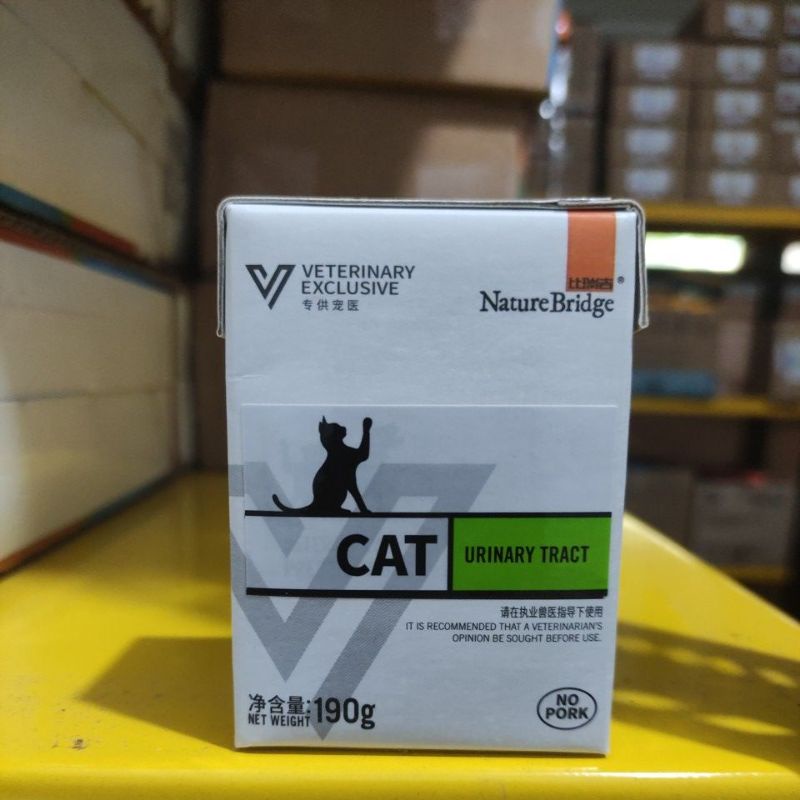 VETERINARY
EXCLUSIVE
专供宠医
比瑞吉®
NatureBridge
CAT
URINARY TRACT
请在执业兽医指导下使用
IT IS RECOMMENDED THAT A VETERINARIAN'S
OPINION BE SOUGHT BEFORE USE.
净含量:
NET WEIGHT 190g
NO
PORK